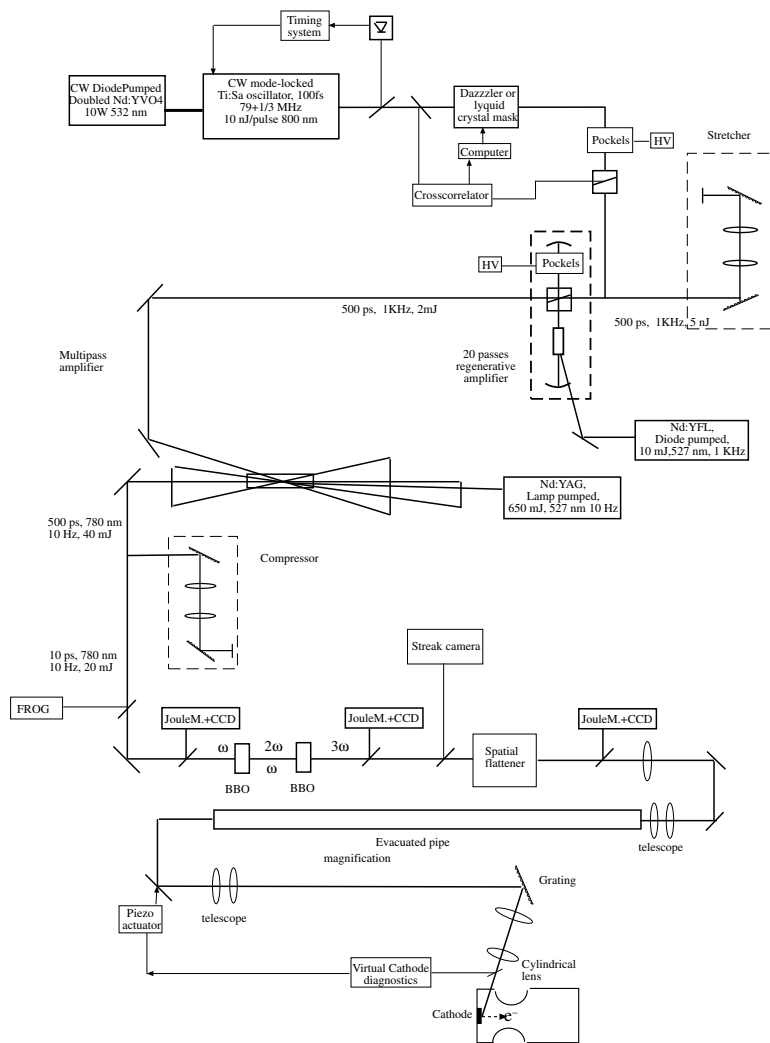 Timing
system
CW DiodePumped
Doubled Nd:YVO4
10W 532 nm
CW mode-locked
Ti:Sa oscillator, 100fs
79+1/3 MHz
10 nJ/pulse 800 nm
Dazzzler or
lyquid
crystal mask
Computer
Crosscorrelator
Pockels
HV
Stretcher
HV
Pockels
500 ps, 1KHz, 2mJ
500 ps, 1KHz, 5 nJ
Multipass
amplifier
20 passes
regenerative
amplifier
Nd:YFL,
Diode pumped,
10 mJ,527 nm, 1 KHz
Nd:YAG,
Lamp pumped,
650 mJ, 527 nm 10 Hz
500 ps, 780 nm
10 Hz, 40 mJ
Compressor
10 ps, 780 nm
10 Hz, 20 mJ
Streak camera
FROG
JouleM.+CCD
JouleM.+CCD
JouleM.+CCD
ω
2ω
ω
3ω
BBO
BBO
Spatial
flattener
Evacuated pipe
magnification
telescope
telescope
Grating
Piezo
actuator
Virtual Cathode
diagnostics
Cylindrical
lens
Cathode
e−